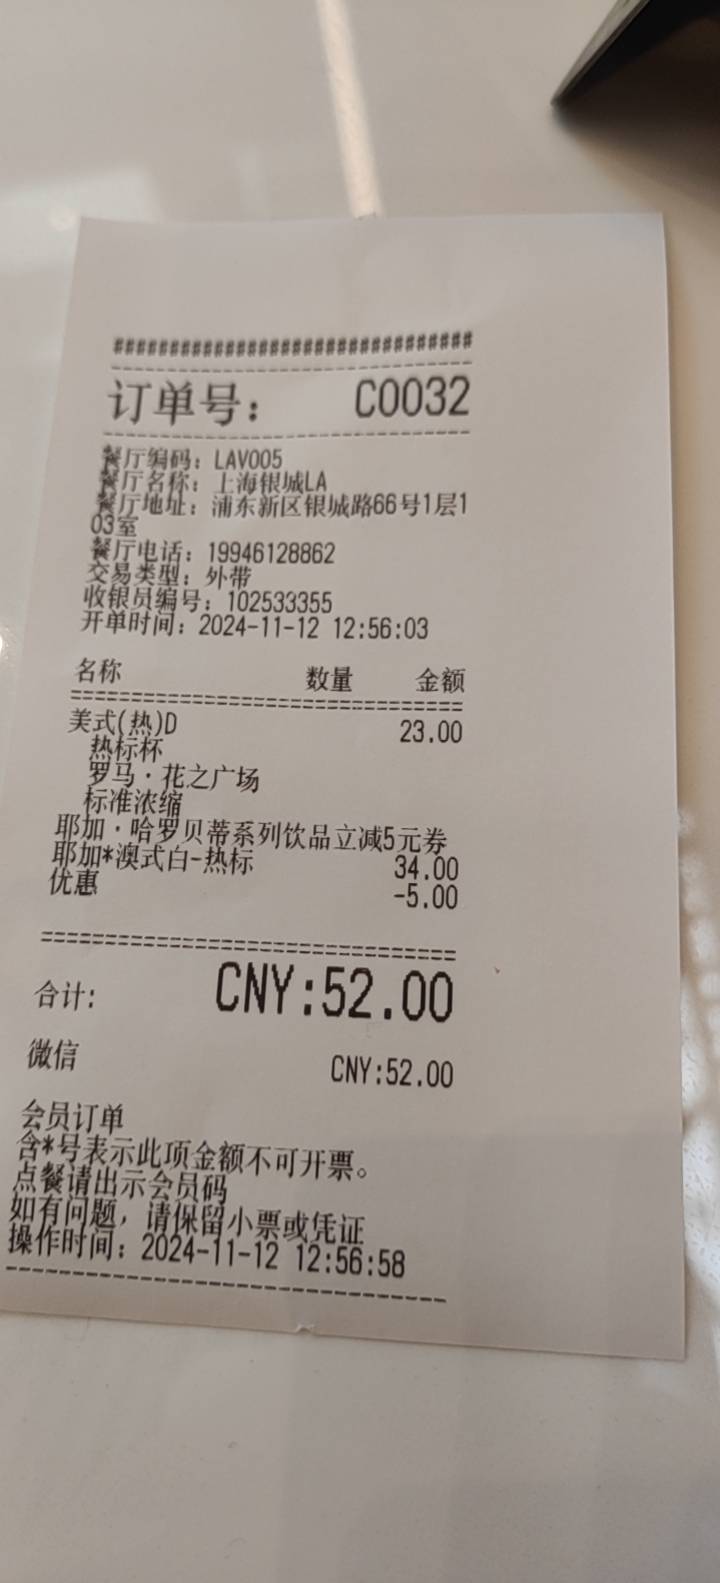 ################################
订单号： C0032
餐厅编码：LAV005
餐厅名称：上海银城LA
餐厅地址：浦东新区银城路66号1层1
03室
餐厅电话：19946128862
交易类型：外带
收银员编号：102533355
开单时间：2024-11-12 12:56:03
名称 数量 金额
美式(热)D 23.00
热标杯
罗马·花之广场
标准浓缩
耶加·哈罗贝蒂系列饮品立减5元券
耶加*澳式白-热标 34.00
优惠 -5.00
合计: CNY:52.00
微信 CNY:52.00
会员订单
含*号表示此项金额不可开票。
点餐请出示会员码
如有问题，请保留小票或凭证
操作时间：2024-11-12 12:56:58